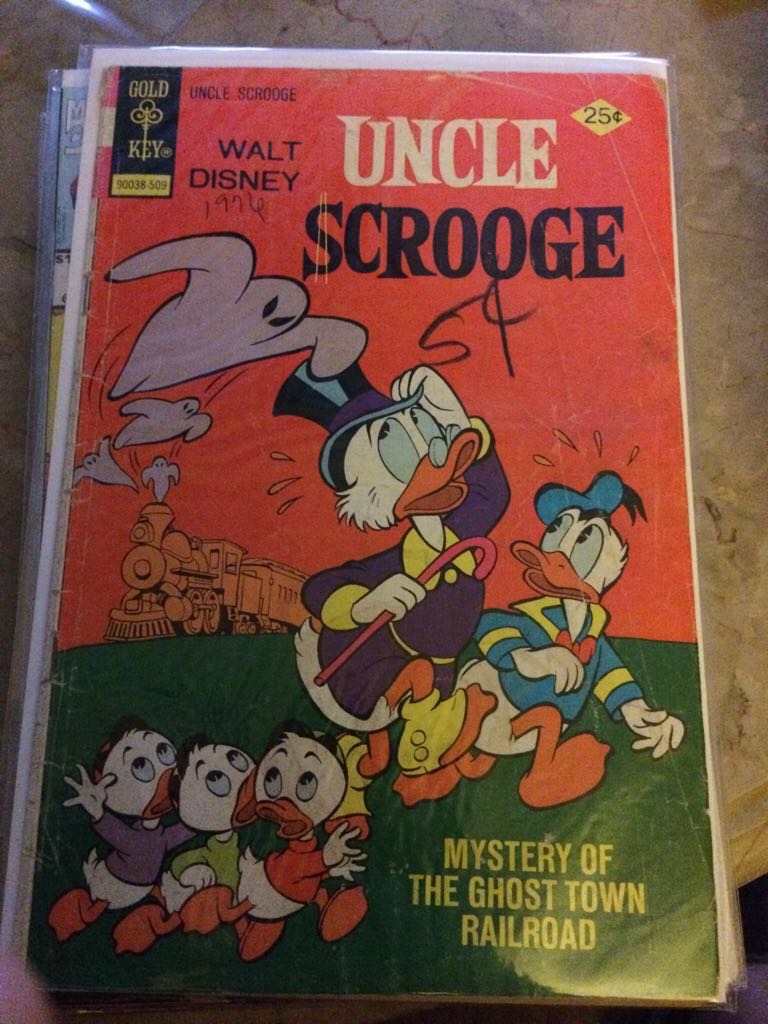 GOLD
KEY®
90038-509
UNCLE SCROOGE
WALT
DISNEY
1976
UNCLE
SCROOGE
25¢
5¢
MYSTERY OF
THE GHOST TOWN
RAILROAD